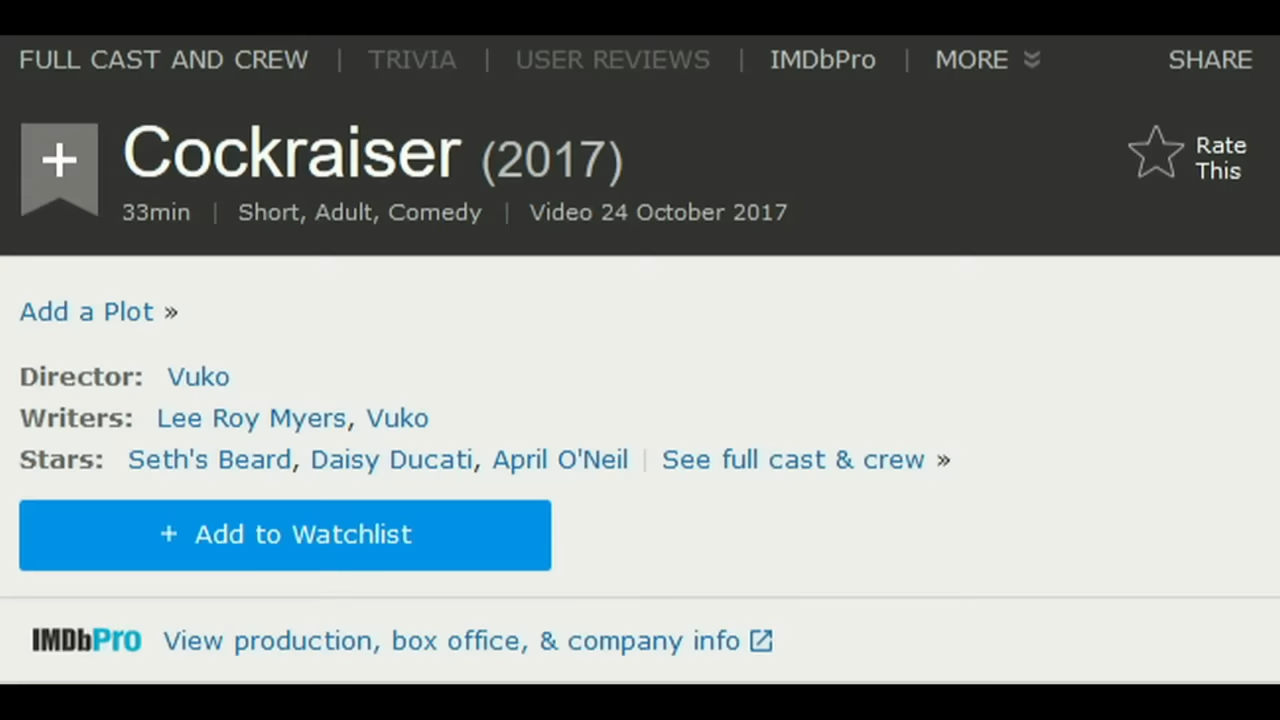 FULL CAST AND CREW | TRIVIA | USER REVIEWS | IMDbPro | MORE SHARE
+ Cockraiser (2017) Rate This
33min | Short, Adult, Comedy | Video 24 October 2017
Add a Plot »
Director: Vuko
Writers: Lee Roy Myers, Vuko
Stars: Seth's Beard, Daisy Ducati, April O'Neil | See full cast & crew »
+ Add to Watchlist
IMDbPro View production, box office, & company info